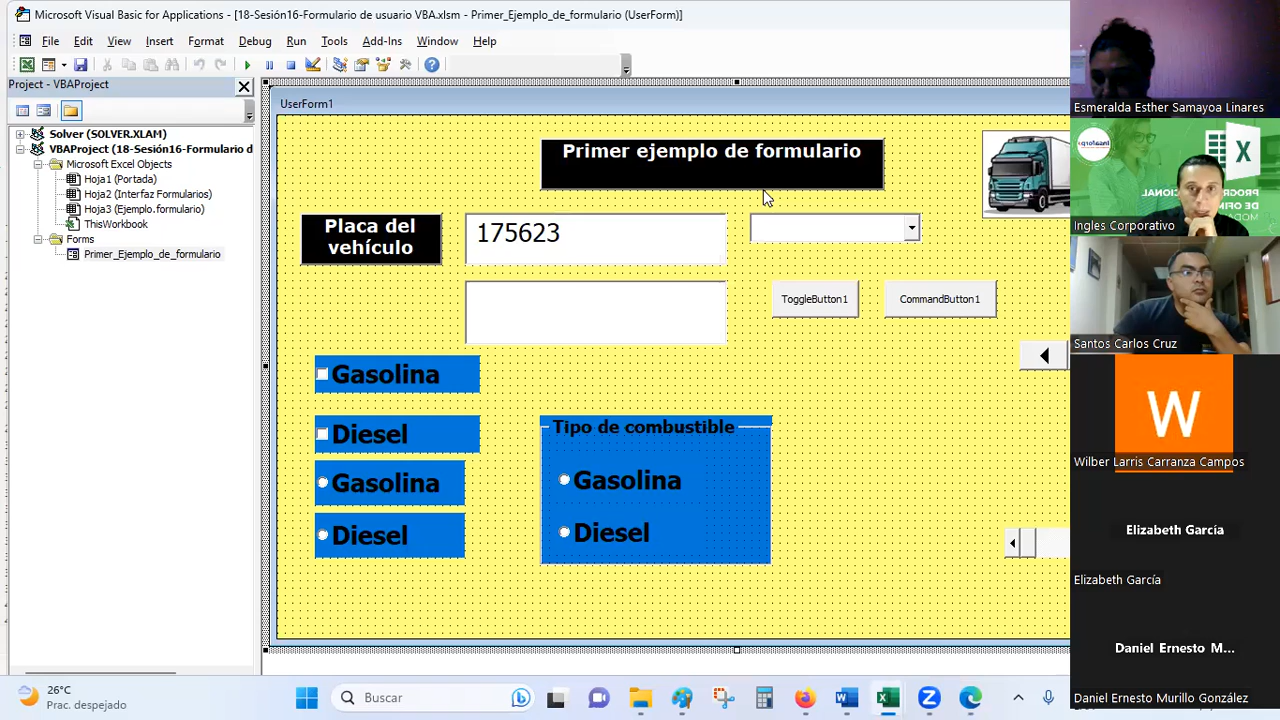 Microsoft Visual Basic for Applications - [18-Sesión16-Formulario de usuario VBA.xlsm - Primer_Ejemplo_de_formulario (UserForm)]
File Edit View Insert Format Debug Run Tools Add-Ins Window Help
Project - VBAProject
Solver (SOLVER.XLAM)
VBAProject (18-Sesión16-Formulario d
Microsoft Excel Objects
Hoja1 (Portada)
Hoja2 (Interfaz Formularios)
Hoja3 (Ejemplo.formulario)
ThisWorkbook
Forms
Primer_Ejemplo_de_formulario
UserForm1
Primer ejemplo de formulario
Placa del
vehículo
175623
ToggleButton1
CommandButton1
Gasolina
Diesel
Gasolina
Diesel
Tipo de combustible
Gasolina
Diesel
Esmeralda Esther Samayoa Linares
Ingles Corporativo
Santos Carlos Cruz
W
Wilber Larris Carranza Campos
Elizabeth García
Elizabeth García
Daniel Ernesto M...
Daniel Ernesto Murillo González
26°C
Prac. despejado
Buscar